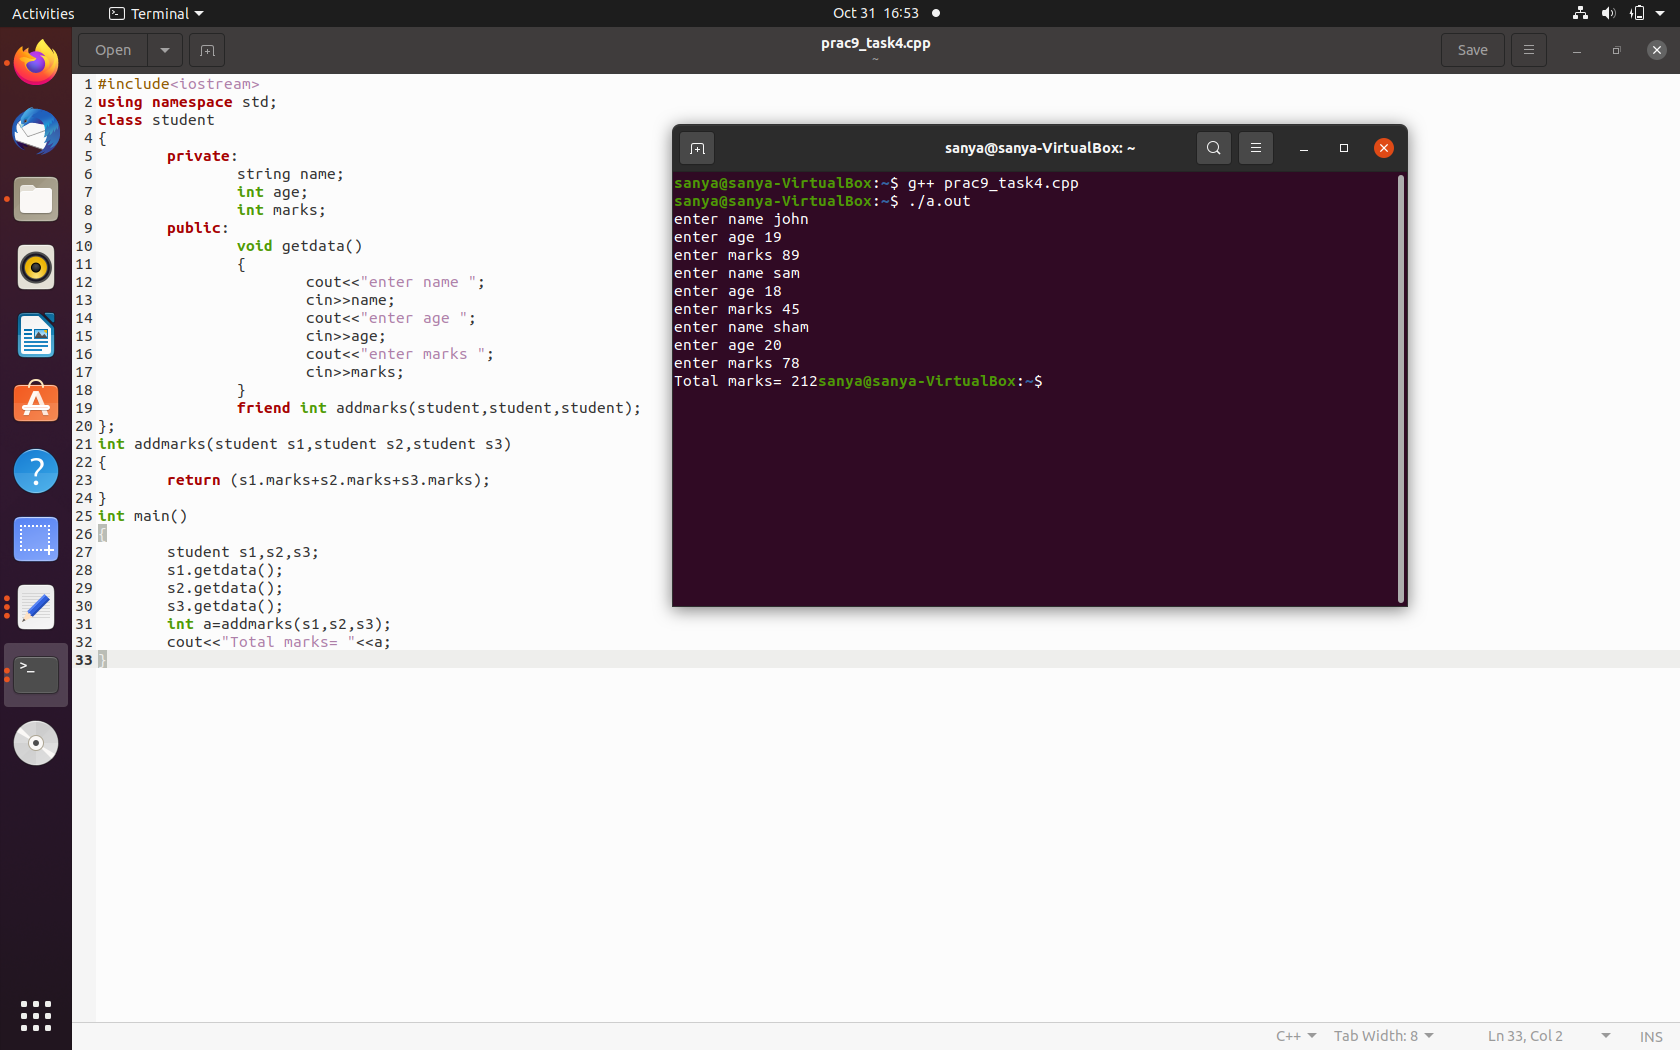 Activities Terminal Oct 31 16:53
Open prac9_task4.cpp Save
~
1 #include<iostream>
2 using namespace std;
3 class student
4 {
5 private:
6 string name;
7 int age;
8 int marks;
9 public:
10 void getdata()
11 {
12 cout<<"enter name ";
13 cin>>name;
14 cout<<"enter age ";
15 cin>>age;
16 cout<<"enter marks ";
17 cin>>marks;
18 }
19 friend int addmarks(student,student,student);
20 };
21 int addmarks(student s1,student s2,student s3)
22 {
23 return (s1.marks+s2.marks+s3.marks);
24 }
25 int main()
26 {
27 student s1,s2,s3;
28 s1.getdata();
29 s2.getdata();
30 s3.getdata();
31 int a=addmarks(s1,s2,s3);
32 cout<<"Total marks= "<<a;
33 }
sanya@sanya-VirtualBox: ~
sanya@sanya-VirtualBox:~$ g++ prac9_task4.cpp
sanya@sanya-VirtualBox:~$ ./a.out
enter name john
enter age 19
enter marks 89
enter name sam
enter age 18
enter marks 45
enter name sham
enter age 20
enter marks 78
Total marks= 212sanya@sanya-VirtualBox:~$
C++ Tab Width: 8 Ln 33, Col 2 INS